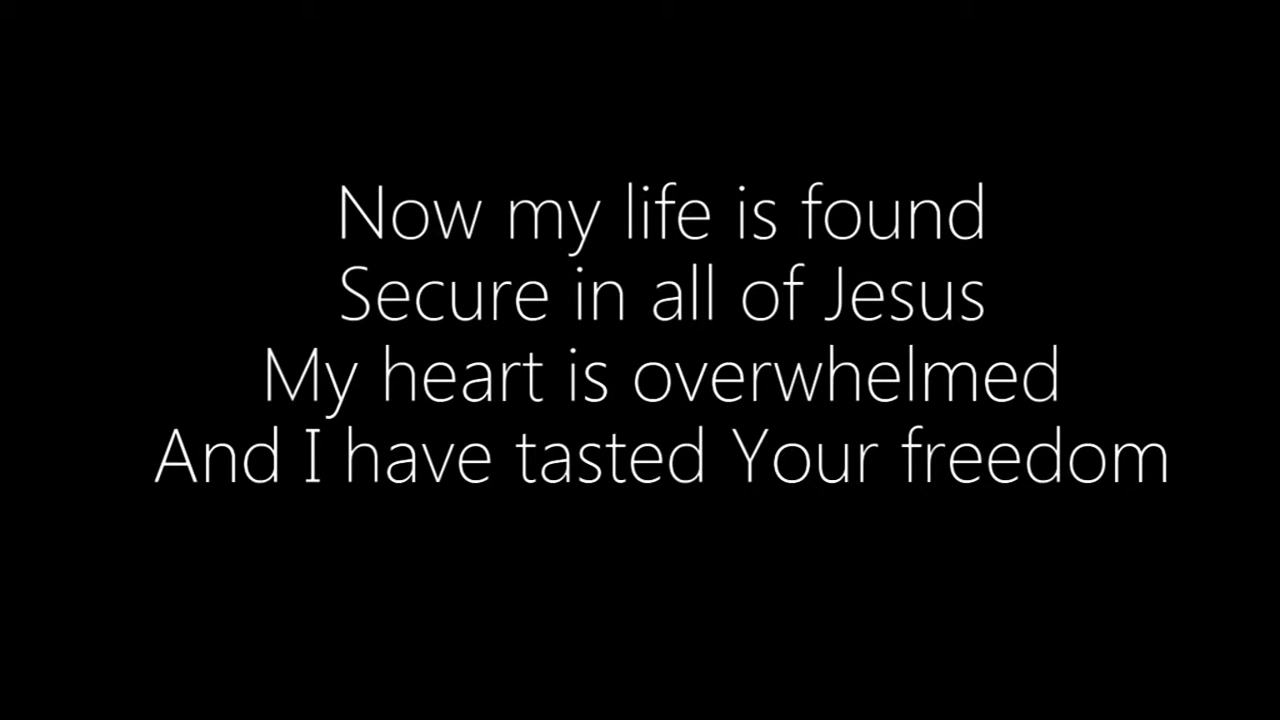 Now my life is found
Secure in all of Jesus
My heart is overwhelmed
And I have tasted Your freedom